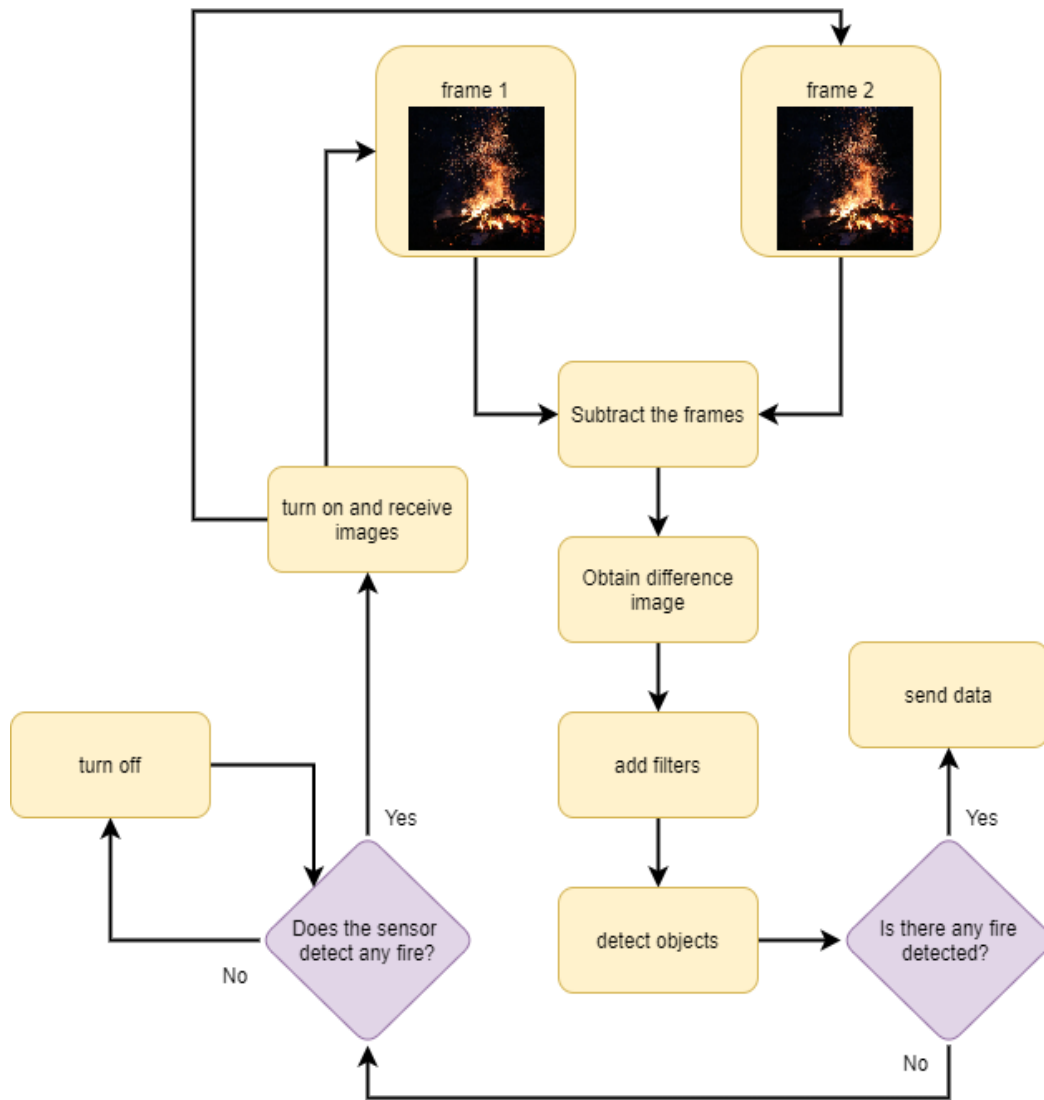 frame 1
frame 2
Subtract the frames
turn on and receive
images
Obtain difference
image
send data
turn off
add filters
Yes
Yes
Does the sensor
detect any fire?
detect objects
Is there any fire
detected?
No
No